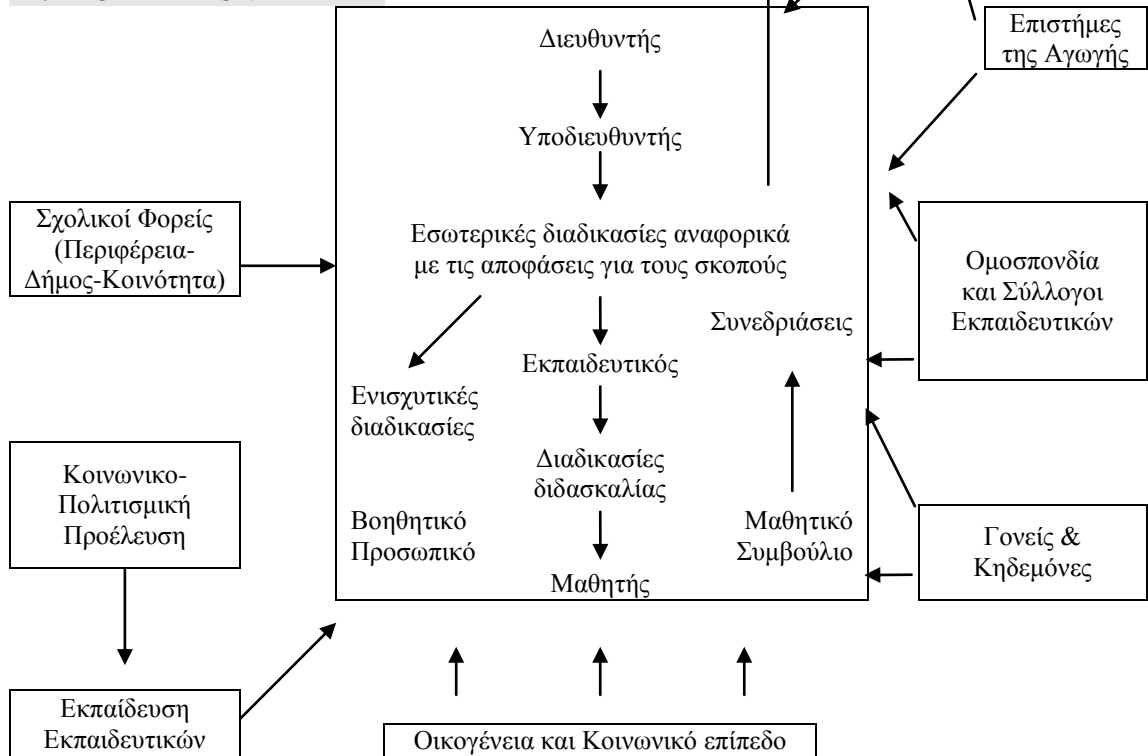 Διευθυντής
Επιστήμες
της Αγωγής
Υποδιευθυντής
Σχολικοί Φορείς
(Περιφέρεια-
Δήμος-Κοινότητα)
Εσωτερικές διαδικασίες αναφορικά
με τις αποφάσεις για τους σκοπούς
Ομοσπονδία
και Σύλλογοι
Εκπαιδευτικών
Συνεδριάσεις
Εκπαιδευτικός
Ενισχυτικές
διαδικασίες
Κοινωνικο-
Πολιτισμική
Προέλευση
Διαδικασίες
διδασκαλίας
Βοηθητικό
Προσωπικό
Μαθητικό
Συμβούλιο
Γονείς &
Κηδεμόνες
Μαθητής
Εκπαίδευση
Εκπαιδευτικών
Οικογένεια και Κοινωνικό επίπεδο